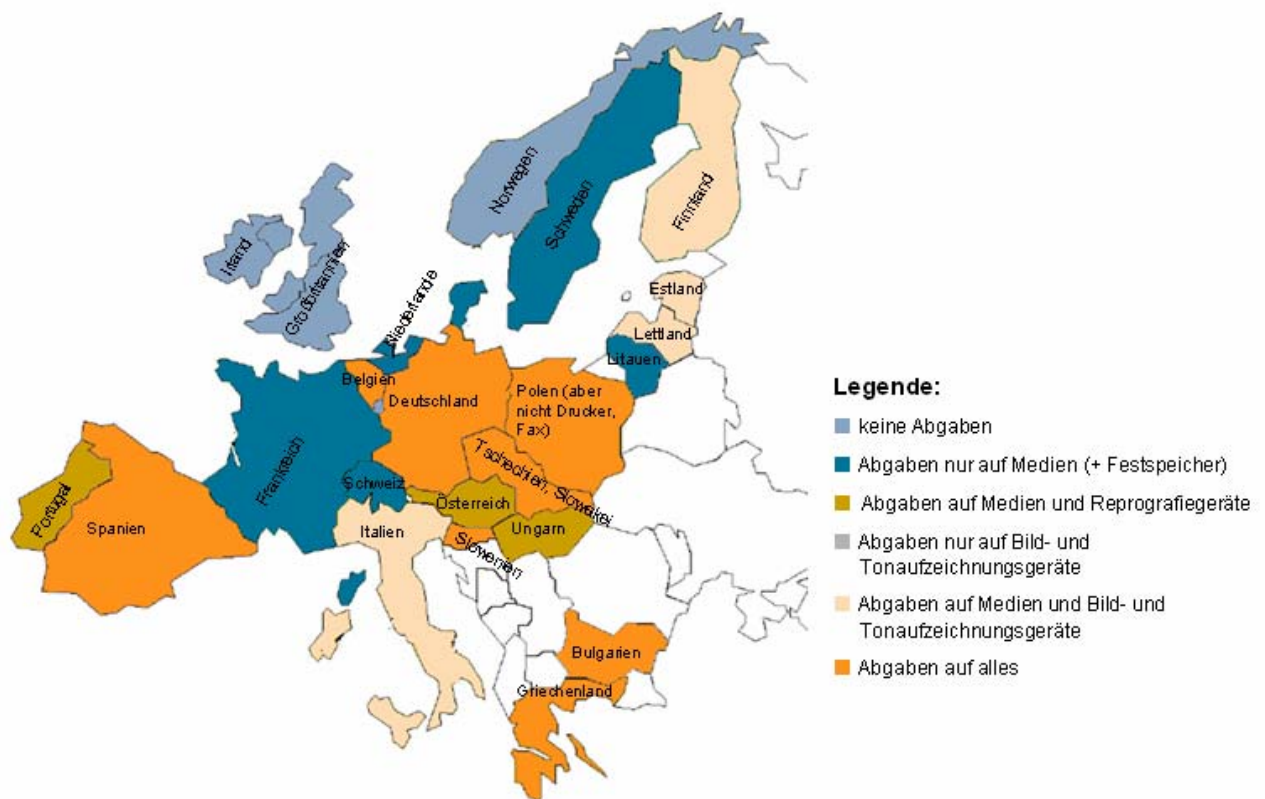 Norwegen
Schweden
Finnland
Irland
Großbritannien
Niederlande
Estland
Lettland
Litauen
Belgien
Deutschland
Polen (aber
nicht Drucker,
Fax)
Tschechien, Slowakei
Frankreich
Schweiz
Österreich
Ungarn
Slowenien
Portugal
Spanien
Italien
Bulgarien
Griechenland
Legende:
keine Abgaben
Abgaben nur auf Medien (+ Festspeicher)
Abgaben auf Medien und Reprografiegeräte
Abgaben nur auf Bild- und
Tonaufzeichnungsgeräte
Abgaben auf Medien und Bild- und
Tonaufzeichnungsgeräte
Abgaben auf alles